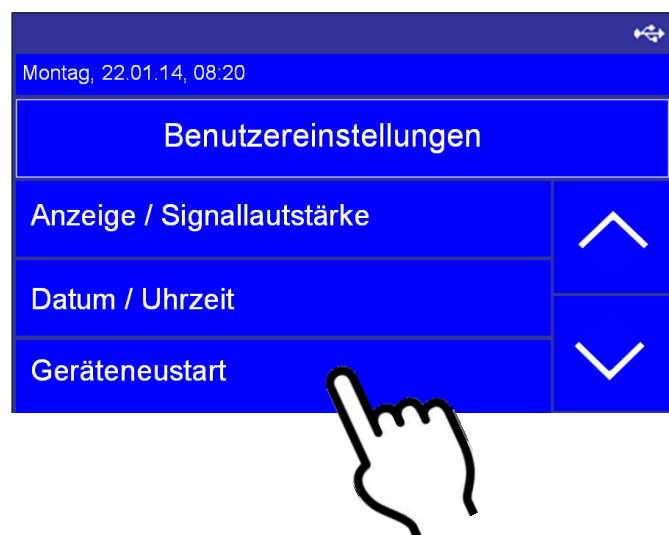 Montag, 22.01.14, 08:20
Benutzereinstellungen
Anzeige / Signallautstärke
Datum / Uhrzeit
Geräteneustart